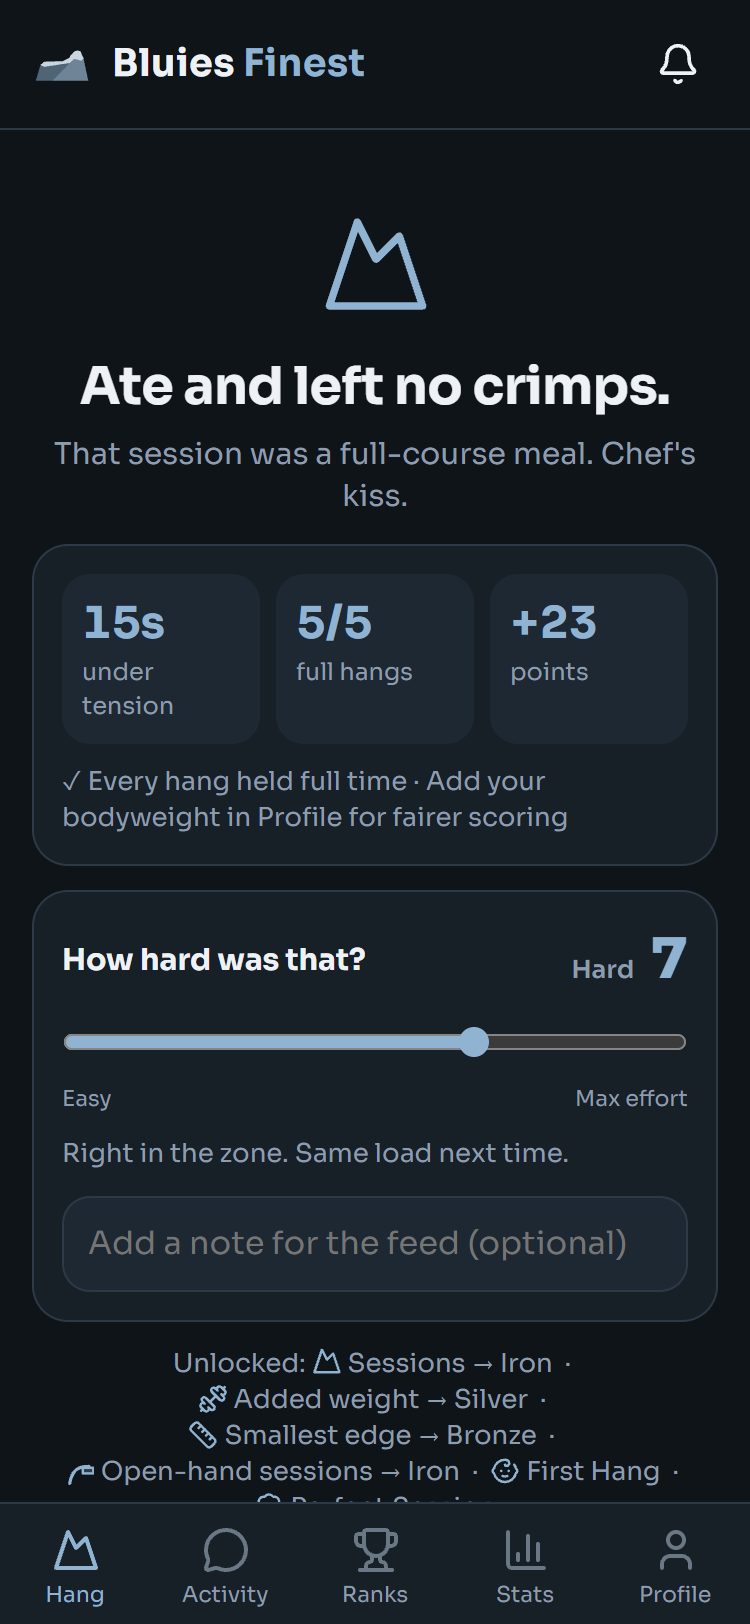 Bluies Finest
Ate and left no crimps.
That session was a full-course meal. Chef's
kiss.
15s
under
tension
5/5
full hangs
+23
points
✓ Every hang held full time · Add your
bodyweight in Profile for fairer scoring
How hard was that?
Hard 7
Easy
Max effort
Right in the zone. Same load next time.
Add a note for the feed (optional)
Unlocked: Sessions → Iron ·
Added weight → Silver ·
Smallest edge → Bronze ·
Open-hand sessions → Iron · First Hang ·
Hang
Activity
Ranks
Stats
Profile